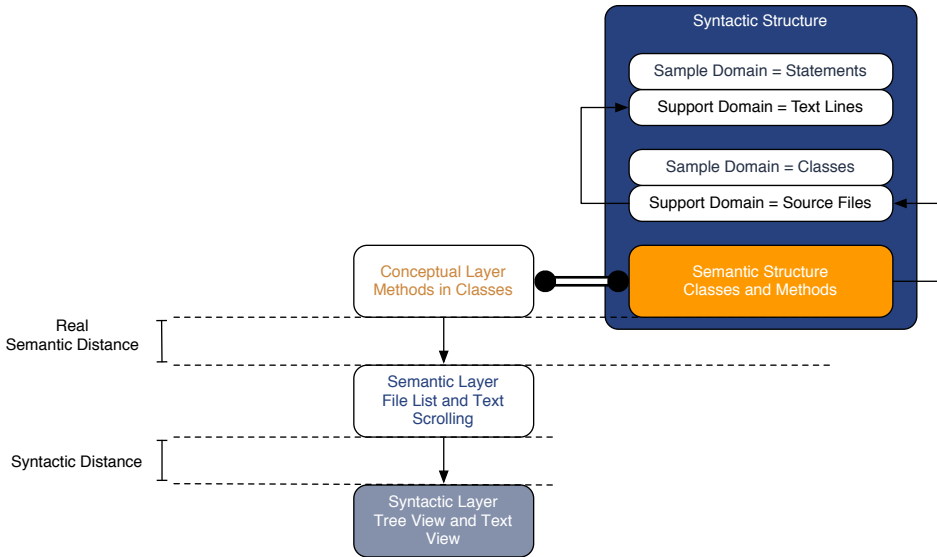 Syntactic Structure
Sample Domain = Statements
Support Domain = Text Lines
Sample Domain = Classes
Support Domain = Source Files
Conceptual Layer
Methods in Classes
Semantic Structure
Classes and Methods
Real
Semantic Distance
Semantic Layer
File List and Text
Scrolling
Syntactic Distance
Syntactic Layer
Tree View and Text
View